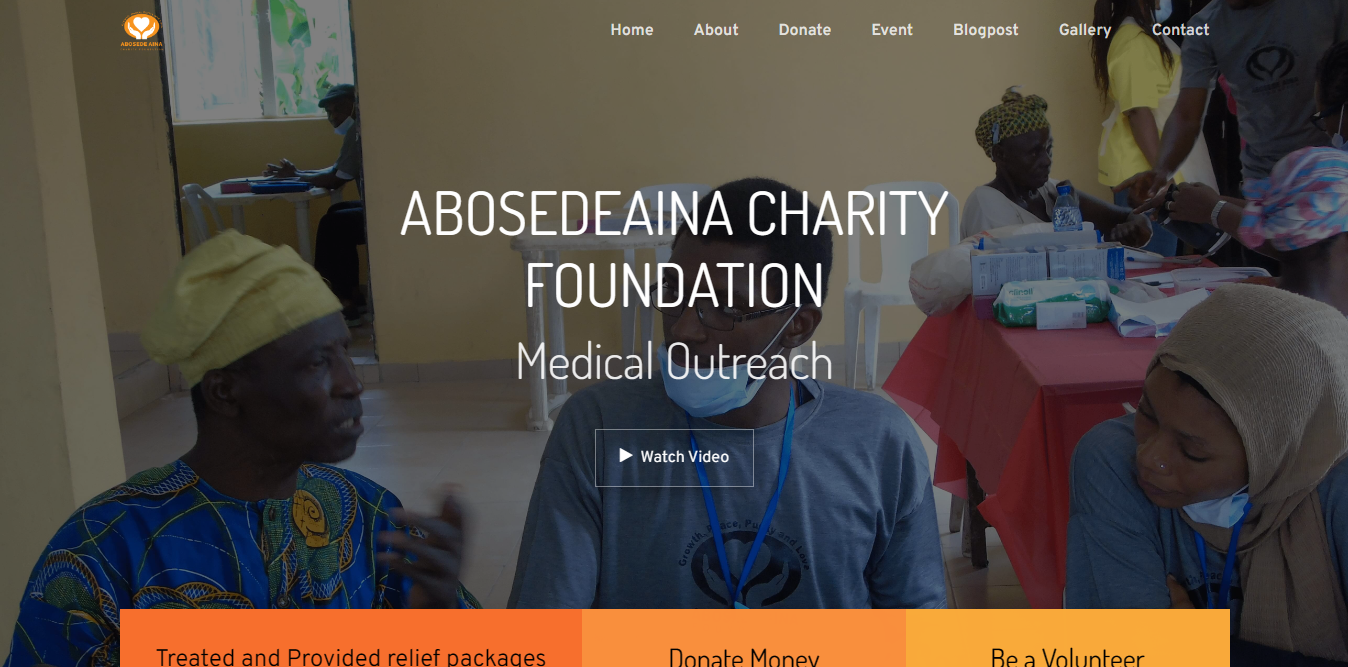 ABOSEDE AINA
Home
About
Donate
Event
Blogpost
Gallery
Contact
ABOSEDEAINA CHARITY
FOUNDATION
Medical Outreach
Watch Video
Growth, Peace, Purity and Love
Treated and Provided relief packages
Donate Money
Be a Volunteer